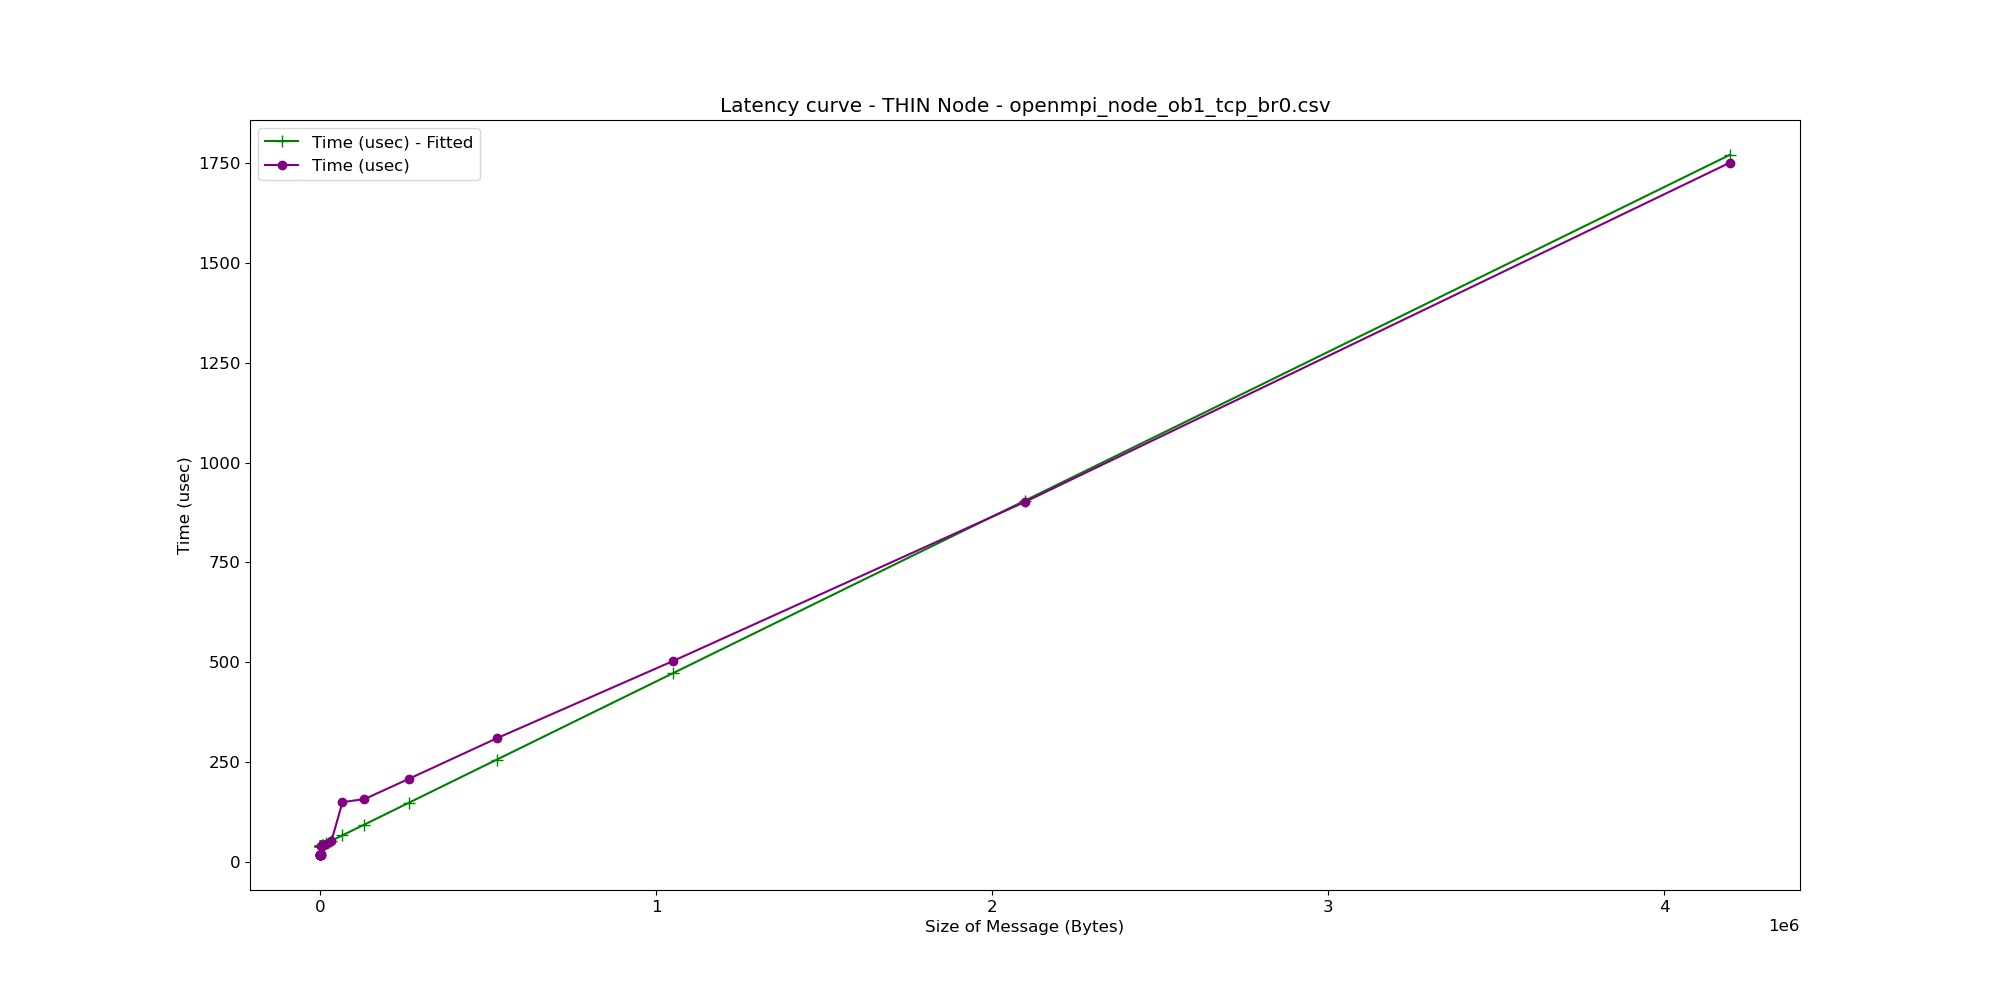 Latency curve - THIN Node - openmpi_node_ob1_tcp_br0.csv
Time (usec) - Fitted
Time (usec)
1750
1500
1250
1000
750
500
250
0
Time (usec)
0 1 2 3 4
1e6
Size of Message (Bytes)